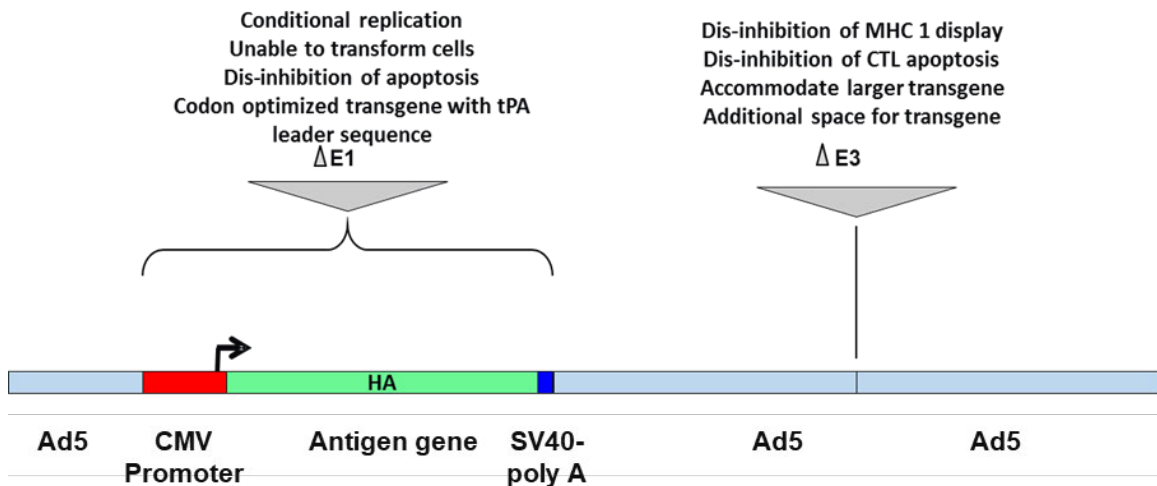 Conditional replication
Unable to transform cells
Dis-inhibition of apoptosis
Codon optimized transgene with tPA
leader sequence
Δ E1
Dis-inhibition of MHC 1 display
Dis-inhibition of CTL apoptosis
Accommodate larger transgene
Additional space for transgene
Δ E3
HA
Ad5
CMV
Promoter
Antigen gene
SV40-
poly A
Ad5
Ad5